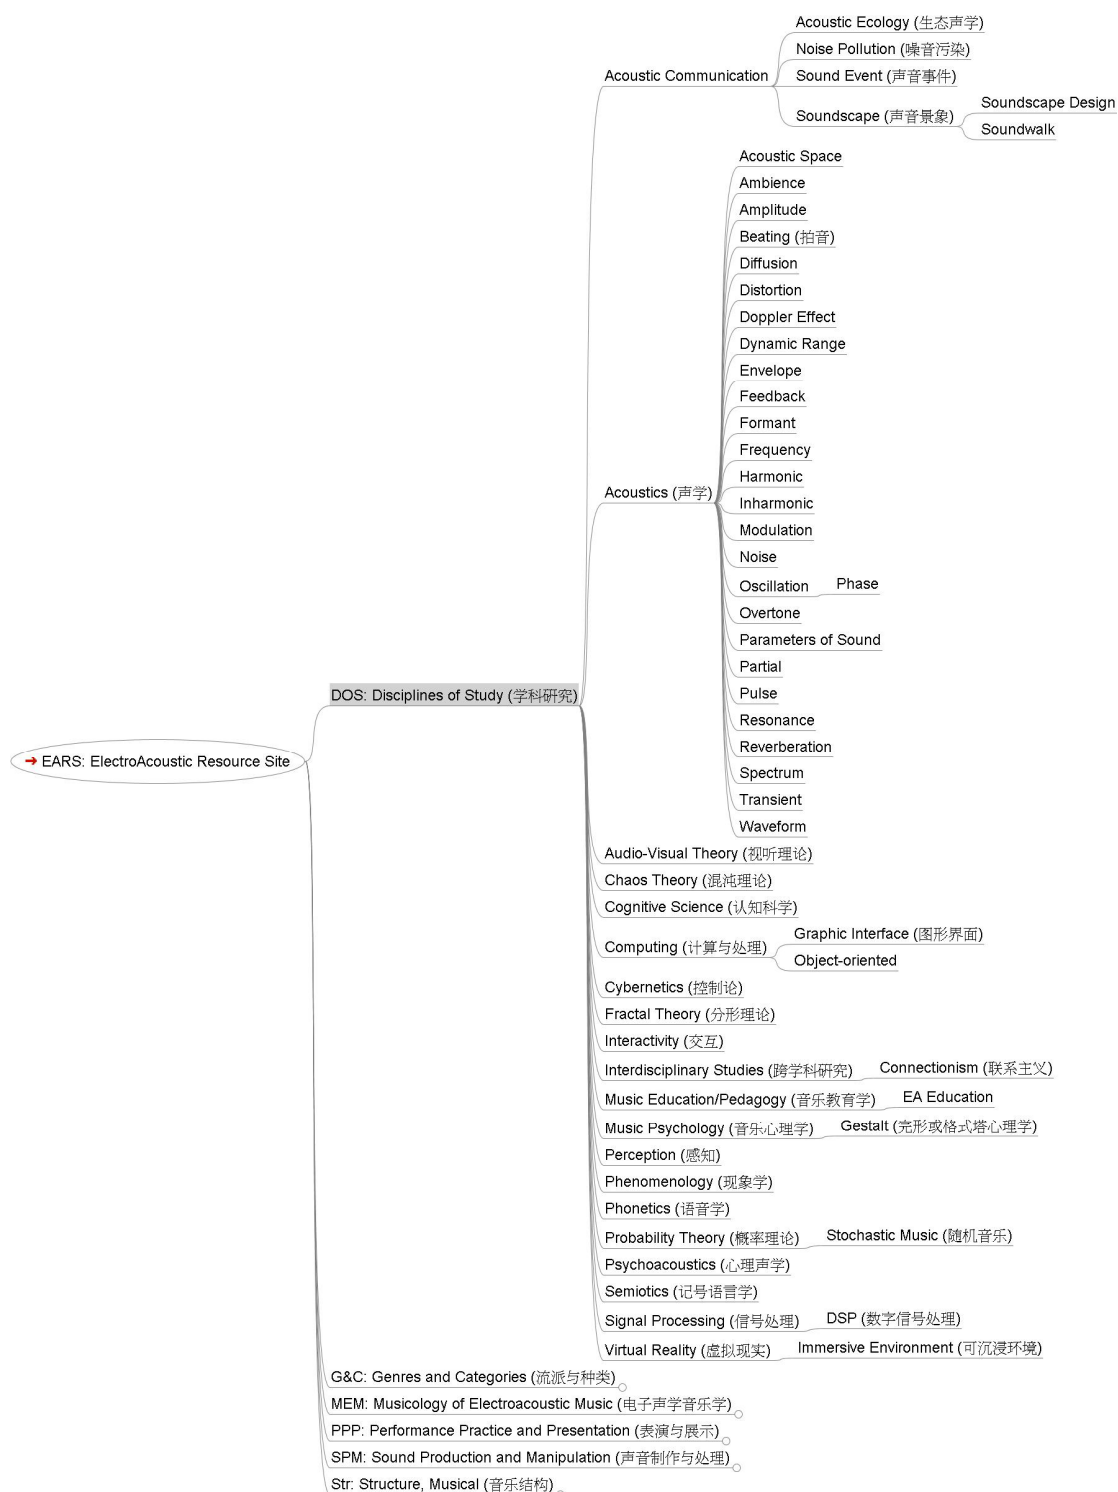 Acoustic Ecology (生态声学)
Noise Pollution (噪音污染)
Acoustic Communication
Sound Event (声音事件)
Soundscape (声音景象)
Soundscape Design
Soundwalk
Acoustic Space
Ambience
Amplitude
Beating (拍音)
Diffusion
Distortion
Doppler Effect
Dynamic Range
Envelope
Feedback
Formant
Frequency
Harmonic
Acoustics (声学)
Inharmonic
Modulation
Noise
Oscillation
Phase
Overtone
Parameters of Sound
Partial
Pulse
Resonance
Reverberation
Spectrum
Transient
Waveform
DOS: Disciplines of Study (学科研究)
➔ EARS: ElectroAcoustic Resource Site
Audio-Visual Theory (视听理论)
Chaos Theory (混沌理论)
Cognitive Science (认知科学)
Computing (计算与处理)
Graphic Interface (图形界面)
Object-oriented
Cybernetics (控制论)
Fractal Theory (分形理论)
Interactivity (交互)
Interdisciplinary Studies (跨学科研究)
Connectionism (联系主义)
Music Education/Pedagogy (音乐教育学)
EA Education
Music Psychology (音乐心理学)
Gestalt (完形或格式塔心理学)
Perception (感知)
Phenomenology (现象学)
Phonetics (语音学)
Probability Theory (概率理论)
Stochastic Music (随机音乐)
Psychoacoustics (心理声学)
Semiotics (记号语言学)
Signal Processing (信号处理)
DSP (数字信号处理)
Virtual Reality (虚拟现实)
Immersive Environment (可沉浸环境)
G&C: Genres and Categories (流派与种类)
MEM: Musicology of Electroacoustic Music (电子声学音乐学)
PPP: Performance Practice and Presentation (表演与展示)
SPM: Sound Production and Manipulation (声音制作与处理)
Str: Structure, Musical (音乐结构)